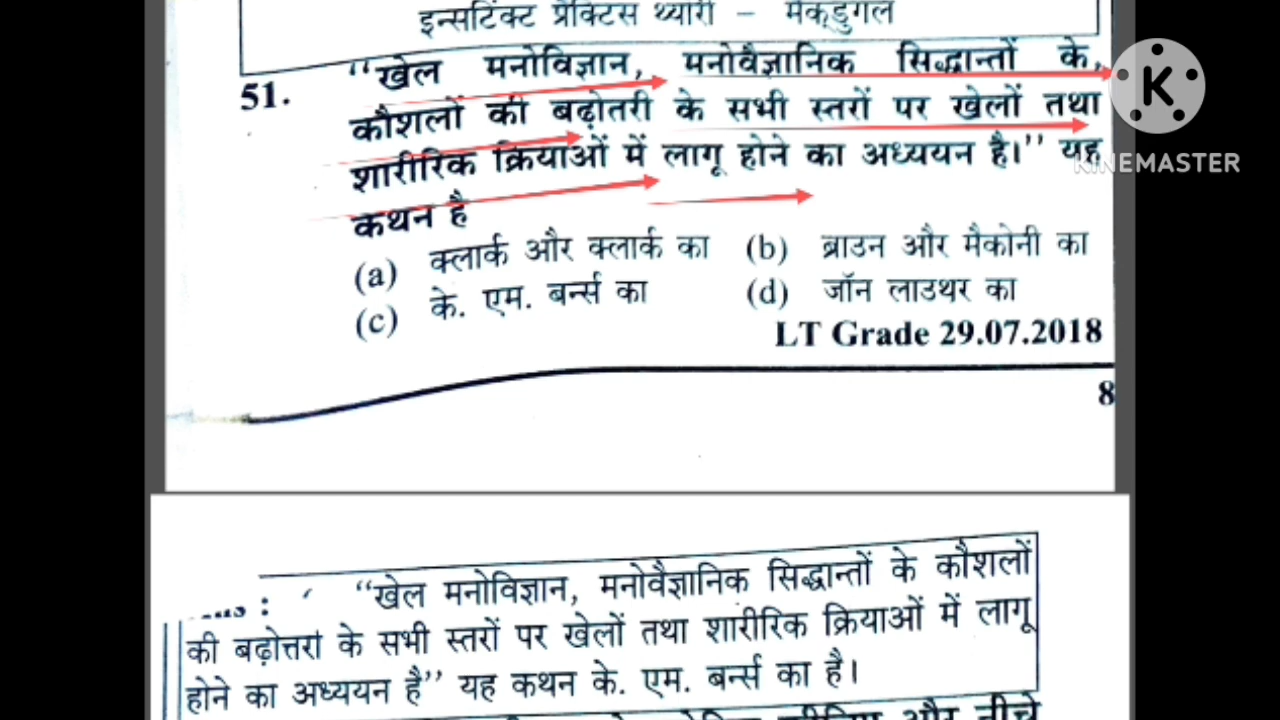 इन्सटिंक्ट प्रैक्टिस थ्यारी – मैक्डुगल
51. “खेल मनोविज्ञान, मनोवैज्ञानिक सिद्धान्तों के,
कौशलों की बढ़ोतरी के सभी स्तरों पर खेलों तथा
शारीरिक क्रियाओं में लागू होने का अध्ययन है।” यह
कथन है
(a) क्लार्क और क्लार्क का (b) ब्राउन और मैकोनी का
(c) के. एम. बर्न्स का (d) जॉन लाउथर का
LT Grade 29.07.2018
8
K
KINEMASTER
: “खेल मनोविज्ञान, मनोवैज्ञानिक सिद्धान्तों के कौशलों
की बढ़ोत्तरी के सभी स्तरों पर खेलों तथा शारीरिक क्रियाओं में लागू
होने का अध्ययन है” यह कथन के. एम. बर्न्स का है।
और नीचे